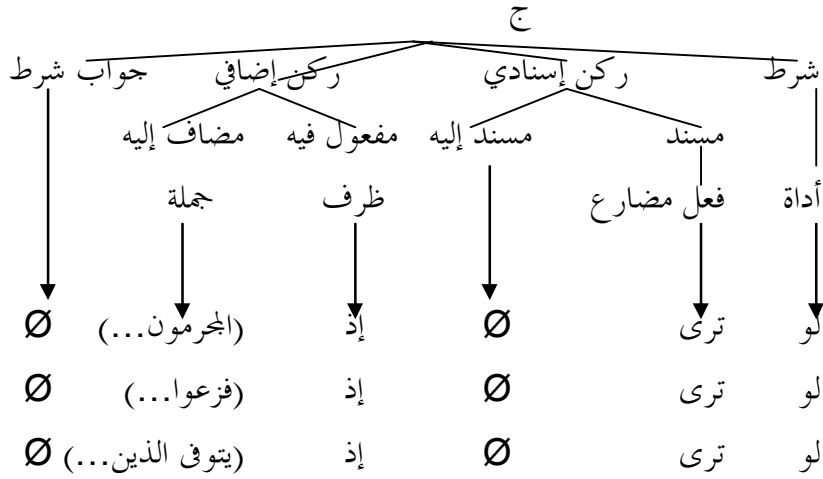 ج
شرط ركن إسنادي ركن إضافي جواب شرط
مسند مسند إليه مفعول فيه مضاف إليه
أداة فعل مضارع ظرف جملة
لو ترى Ø إذ (المجرمون...) Ø
لو ترى Ø إذ (فزعوا...) Ø
لو ترى Ø إذ (يتوفى الذين...) Ø